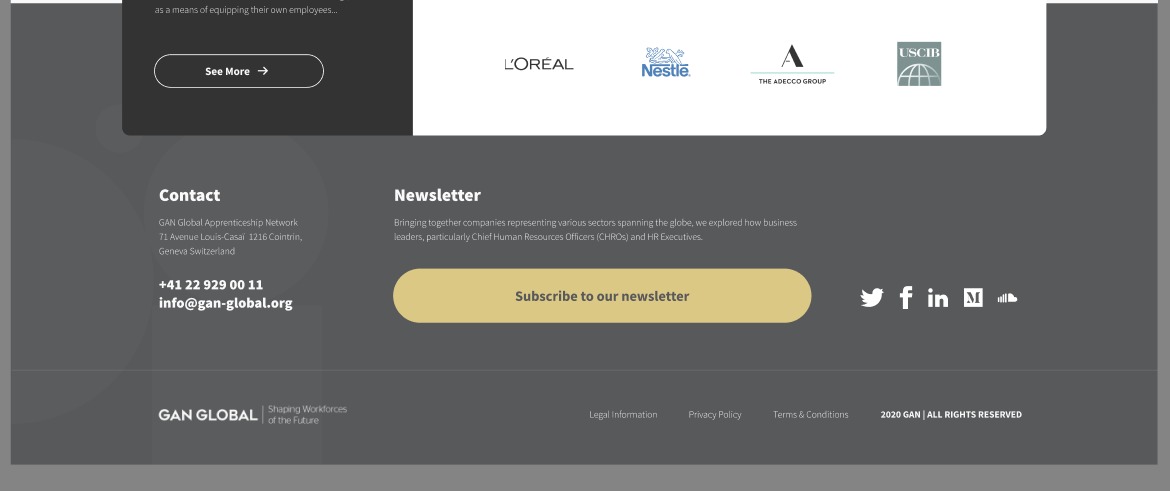 as a means of equipping their own employees...
See More
L'ORÉAL
Nestlé
THE ADECCO GROUP
USCIB
Contact
GAN Global Apprenticeship Network
71 Avenue Louis-Casaï 1216 Cointrin,
Geneva Switzerland
+41 22 929 00 11
info@gan-global.org
Newsletter
Bringing together companies representing various sectors spanning the globe, we explored how business
leaders, particularly Chief Human Resources Officers (CHROs) and HR Executives.
Subscribe to our newsletter
GAN GLOBAL
Shaping Workforces
of the Future
Legal Information
Privacy Policy
Terms & Conditions
2020 GAN | ALL RIGHTS RESERVED